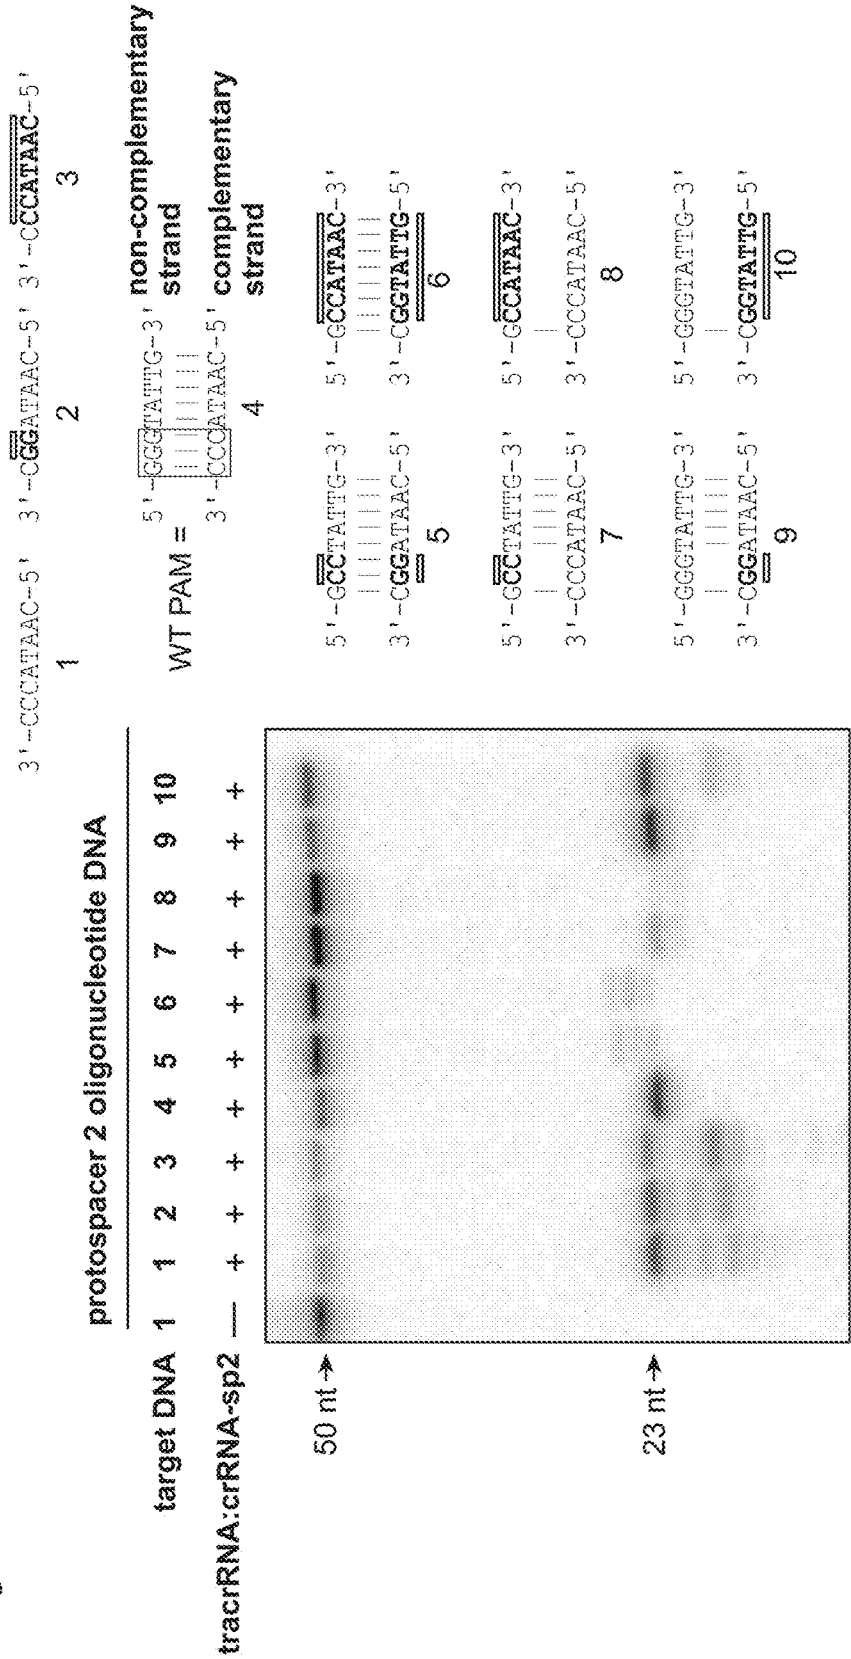 3'-CCCATAAC-5' 3'-CGGATAAC-5' 3'-CCCATAAC-5'
1 2 3
protospacer 2 oligonucleotide DNA
target DNA 1 1 2 3 4 5 6 7 8 9 10
tracrRNA:crRNA-sp2 — + + + + + + + + + +
50 nt →
23 nt →
WT PAM =
5'-GGGTATTG-3' non-complementary strand
3'-CCCATAAC-5' complementary strand
4
5'-GCCTATTG-3' 5'-GCCATAAC-3'
3'-CGGATAAC-5' 3'-CGGTATTG-5'
5 6
5'-GCCTATTG-3' 5'-GCCATAAC-3'
3'-CCCATAAC-5' 3'-CCCATAAC-5'
7 8
5'-GGGTATTG-3' 5'-GGGTATTG-3'
3'-CGGATAAC-5' 3'-CGGTATTG-5'
9 10